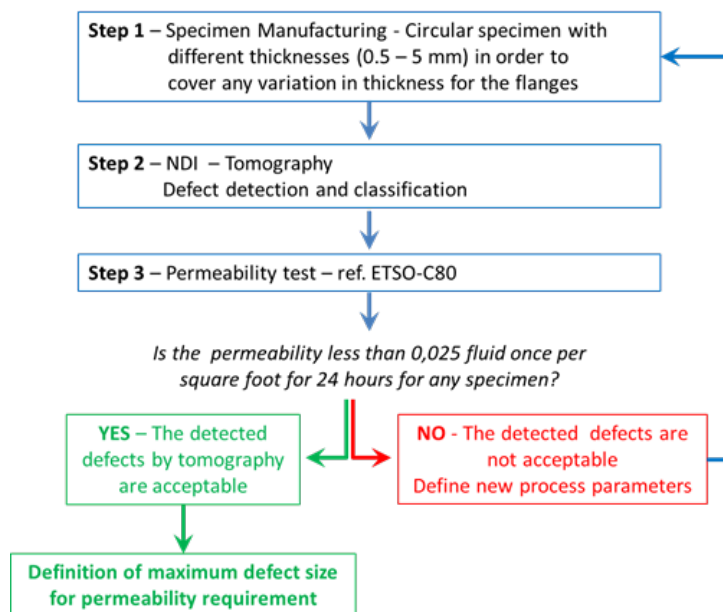 Step 1 – Specimen Manufacturing - Circular specimen with
different thicknesses (0.5 – 5 mm) in order to
cover any variation in thickness for the flanges
Step 2 – NDI – Tomography
Defect detection and classification
Step 3 – Permeability test – ref. ETSO-C80
Is the permeability less than 0,025 fluid once per
square foot for 24 hours for any specimen?
YES – The detected
defects by tomography
are acceptable
NO - The detected defects are
not acceptable
Define new process parameters
Definition of maximum defect size
for permeability requirement